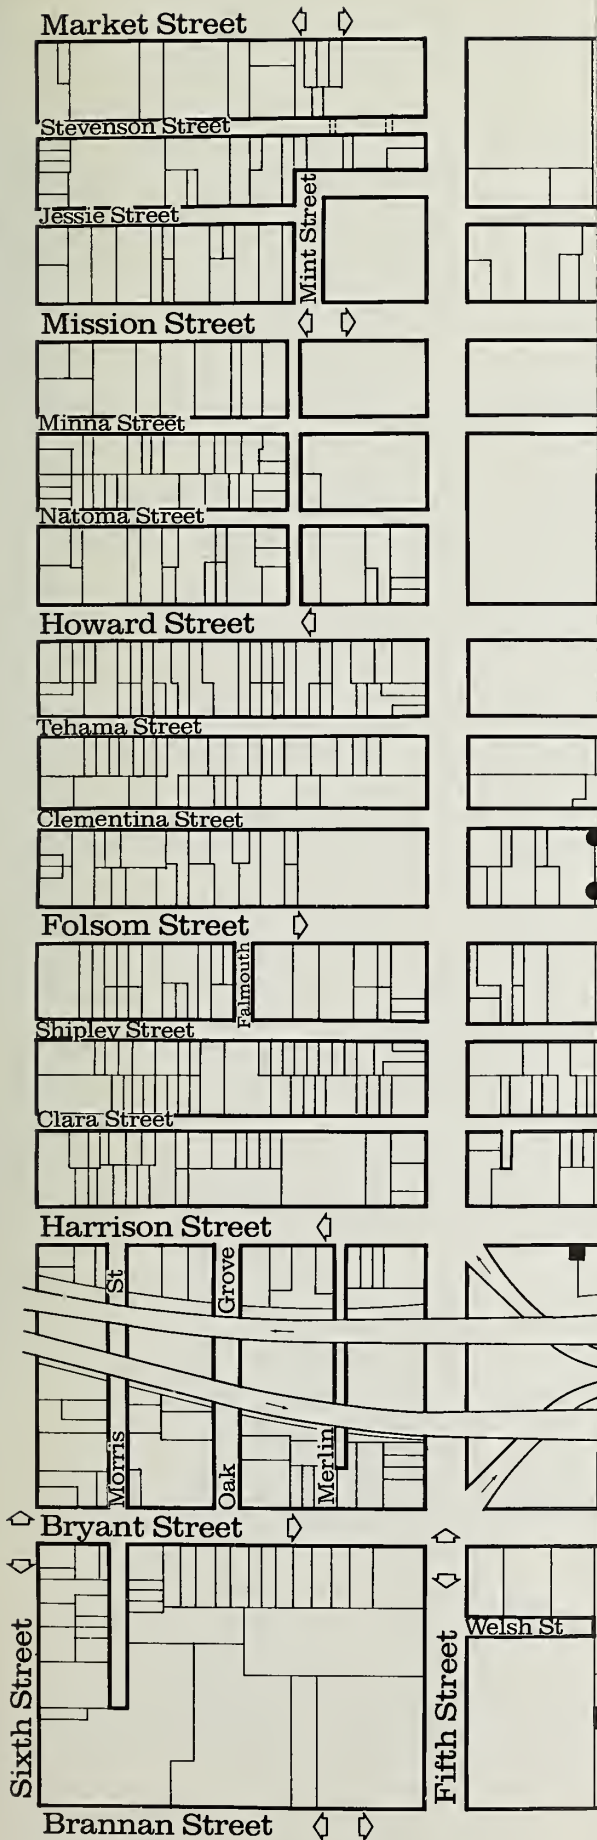 Market Street
Stevenson Street
Jessie Street
Mint Street
Mission Street
Minna Street
Natoma Street
Howard Street
Tehama Street
Clementina Street
Folsom Street
Falmouth
Shipley Street
Clara Street
Harrison Street
Morris St
Oak Grove
Merlin
Bryant Street
Sixth Street
Fifth Street
Welsh St
Brannan Street